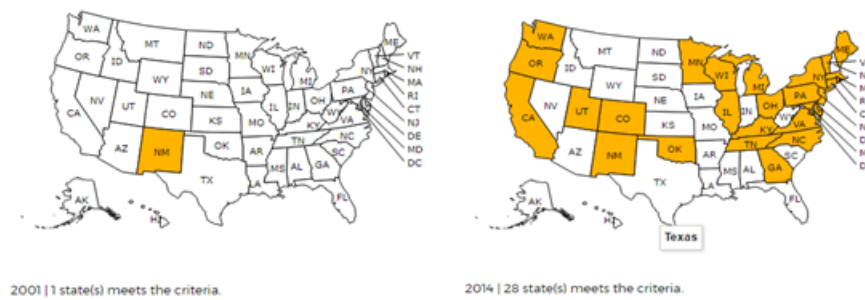 WA
MT
ND
MN
ME
OR
ID
SD
WI
MI
NY
VT
WY
NH
NE
IA
PA
MA
NV
IL
IN
OH
RI
UT
CO
WV
CT
CA
KS
MO
KY
VA
NJ
DE
OK
TN
NC
MD
AZ
NM
AR
SC
DC
MS
AL
GA
TX
LA
AK
FL
HI
2001 | 1 state(s) meets the criteria.
WA
MT
ND
MN
ME
OR
ID
SD
WI
MI
NY
V
WY
NE
IA
PA
NV
IL
IN
OH
UT
CO
WV
CA
KS
MO
KY
VA
D
OK
TN
NC
M
AZ
NM
AR
SC
D
MS
AL
GA
TX
LA
AK
FL
HI
Texas
2014 | 28 state(s) meets the criteria.